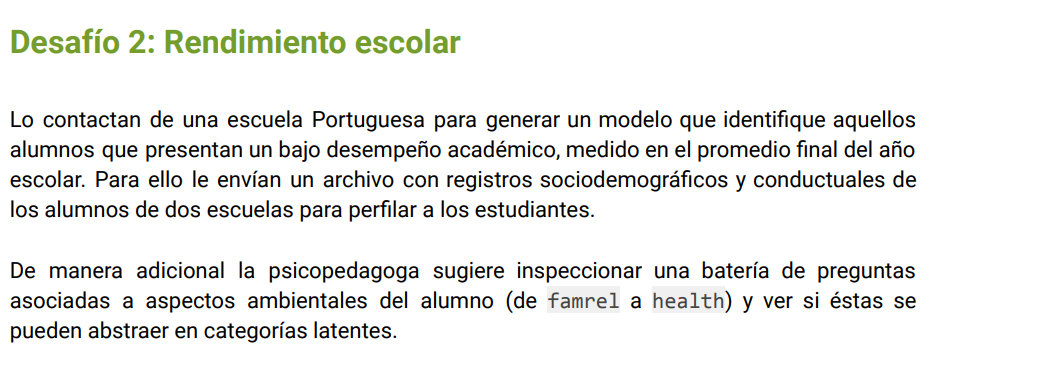 Desafío 2: Rendimiento escolar
Lo contactan de una escuela Portuguesa para generar un modelo que identifique aquellos
alumnos que presentan un bajo desempeño académico, medido en el promedio final del año
escolar. Para ello le envían un archivo con registros sociodemográficos y conductuales de
los alumnos de dos escuelas para perfilar a los estudiantes.
De manera adicional la psicopedagoga sugiere inspeccionar una batería de preguntas
asociadas a aspectos ambientales del alumno (de famrel a health) y ver si éstas se
pueden abstraer en categorías latentes.